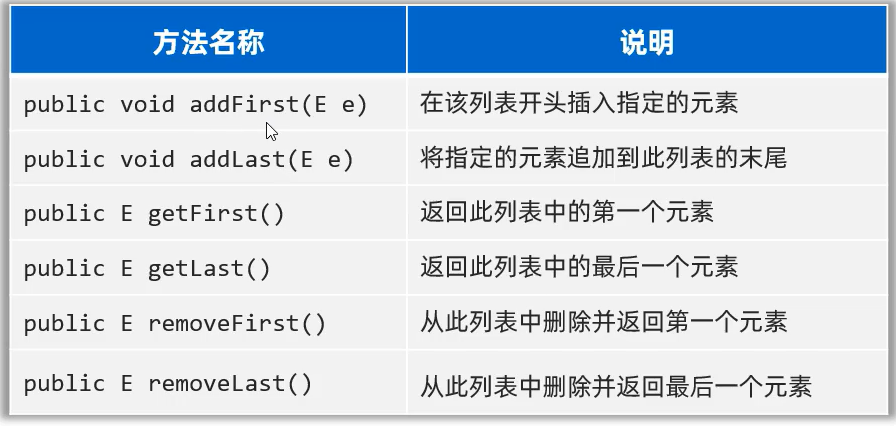 方法名称 说明
public void addFirst(E e) 在该列表开头插入指定的元素
public void addLast(E e) 将指定的元素追加到此列表的末尾
public E getFirst() 返回此列表中的第一个元素
public E getLast() 返回此列表中的最后一个元素
public E removeFirst() 从此列表中删除并返回第一个元素
public E removeLast() 从此列表中删除并返回最后一个元素